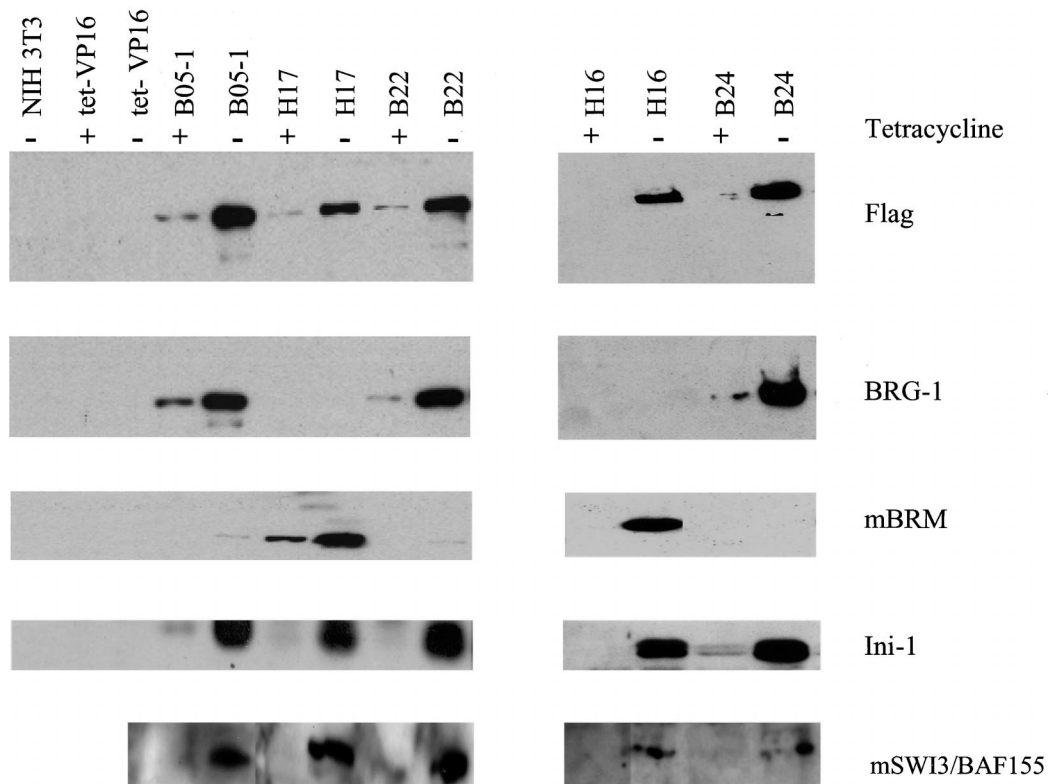 - NIH 3T3
+ tet-VP16
- tet- VP16
+ B05-1
- B05-1
+ H17
- H17
+ B22
- B22
+ H16
- H16
+ B24
- B24
Tetracycline
Flag
BRG-1
mBRM
Ini-1
mSWI3/BAF155